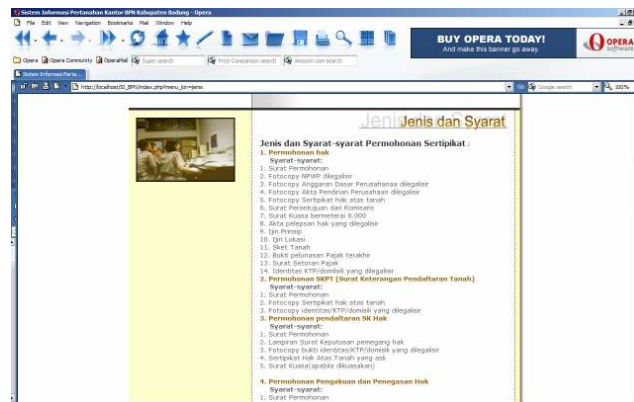 Sistem Informasi Pertanahan Kantor BPN Kabupaten Badung - Opera
File Edit View Navigation Bookmarks Mail Window Help
BUY OPERA TODAY!
And make this banner go away.
OPERA
software
Opera Opera Community OperaMail Super search Price Comparison search Amazon.com search
Sistem Informasi Perta...
http://localhost/SI_BPN/index.php?menu_kiri=jenis Google search 100%
Jenis dan Syarat
Jenis dan Syarat-syarat Permohonan Sertipikat :
1. Permohonan hak
Syarat-syarat:
1. Surat Permohonan
2. Fotocopy NPWP dilegalisir
3. Fotocopy Anggaran Dasar Perusahanaa dilegalisir
4. Fotocopy Akta Pendirian Perusahaan dilegalisir
5. Fotocopy Sertipikat hak atas tanah
6. Surat Persetujuan dari Komisaris
7. Surat Kuasa bermeterai 6.000
8. Akta pelepsan hak yang dilegalisir
9. Ijin Prinsip
10. Ijin Lokasi
11. Sket Tanah
12. Bukti pelunasan Pajak terakhir
13. Surat Setoran Pajak
14. Identitas KTP/domisili yang dilegalisir
2. Permohonan SKPT (Surat Keterangan Pendaftaran Tanah)
Syarat-syarat:
1. Surat Permohonan
2. Fotocopy Sertipikat hak atas tanah
3. Fotocopy identitas/KTP/domisili yang dilegalisir
3. Permohonan pendaftaran SK Hak
Syarat-syarat:
1. Surat Permohonan
2. Lampiran Surat Keputusan pemegang hak
3. Fotocopy bukti identitas/KTP/domisili yang dilegalisir
4. Sertipikat Hak Atas Tanah yang asli
5. Surat Kuasa(apabila dikuasakan)
4. Permohonan Pengakuan dan Penegasan Hak
Syarat-syarat:
1. Surat Permohonan